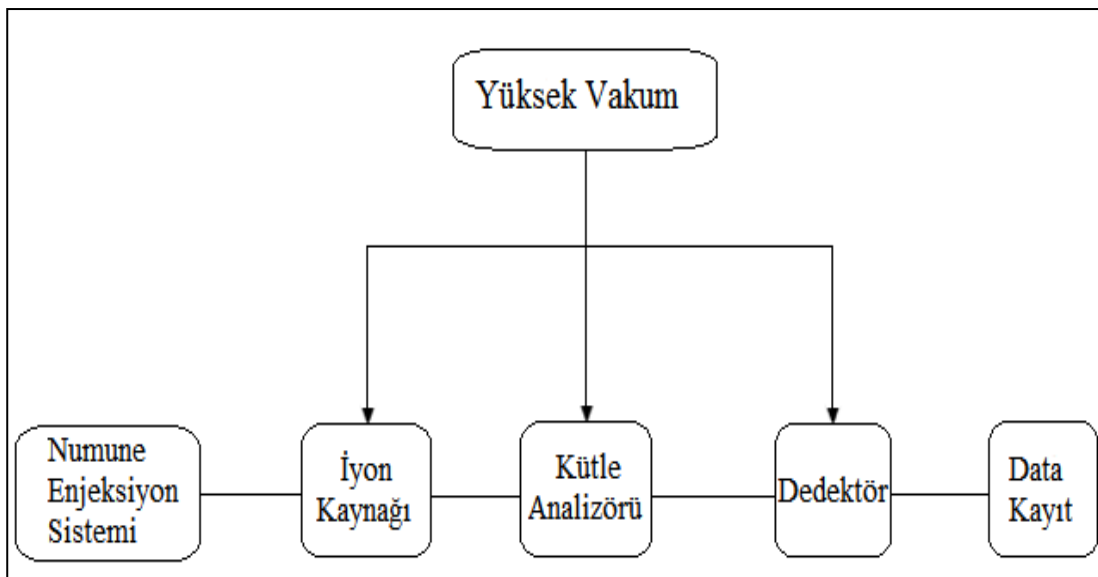 Yüksek Vakum
Numune
Enjeksiyon
Sistemi
İyon
Kaynağı
Kütle
Analizörü
Dedektör
Data
Kayıt